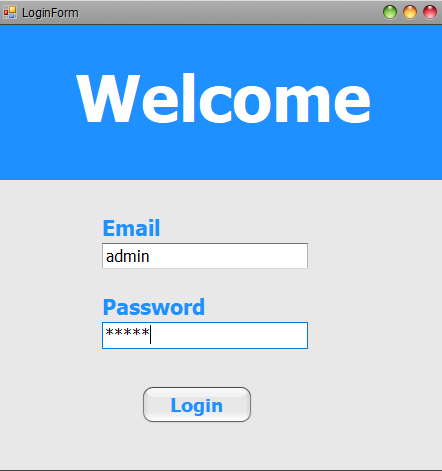 LoginForm
Welcome
Email
admin
Password
*****
Login